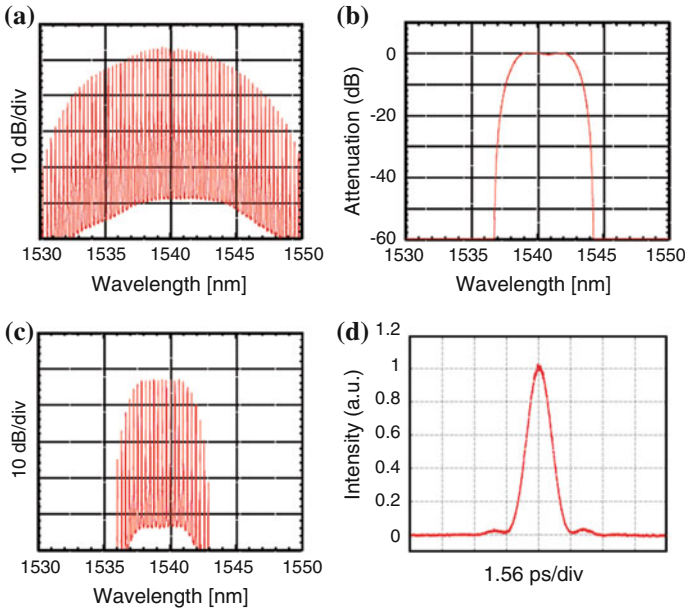 (a)
10 dB/div
1530 1535 1540 1545 1550
Wavelength [nm]
(b)
Attenuation (dB)
0
-20
-40
-60
1530 1535 1540 1545 1550
Wavelength [nm]
(c)
10 dB/div
1530 1535 1540 1545 1550
Wavelength [nm]
(d)
Intensity (a.u.)
1.2
1
0.8
0.6
0.4
0.2
0
1.56 ps/div